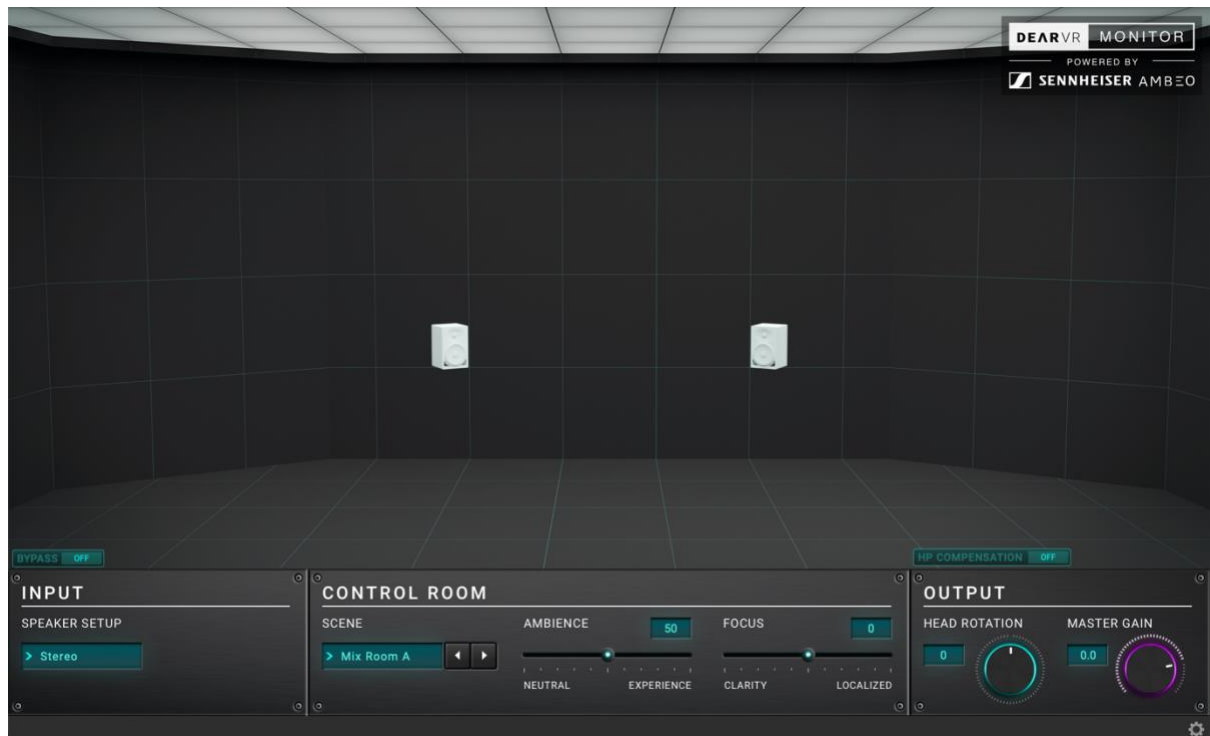 DEARVR MONITOR
POWERED BY
SENNHEISER AMBEO
BYPASS OFF
HP COMPENSATION OFF
INPUT
SPEAKER SETUP
> Stereo
CONTROL ROOM
SCENE
> Mix Room A
AMBIENCE 50
NEUTRAL EXPERIENCE
FOCUS 0
CLARITY LOCALIZED
OUTPUT
HEAD ROTATION
0
MASTER GAIN
0.0